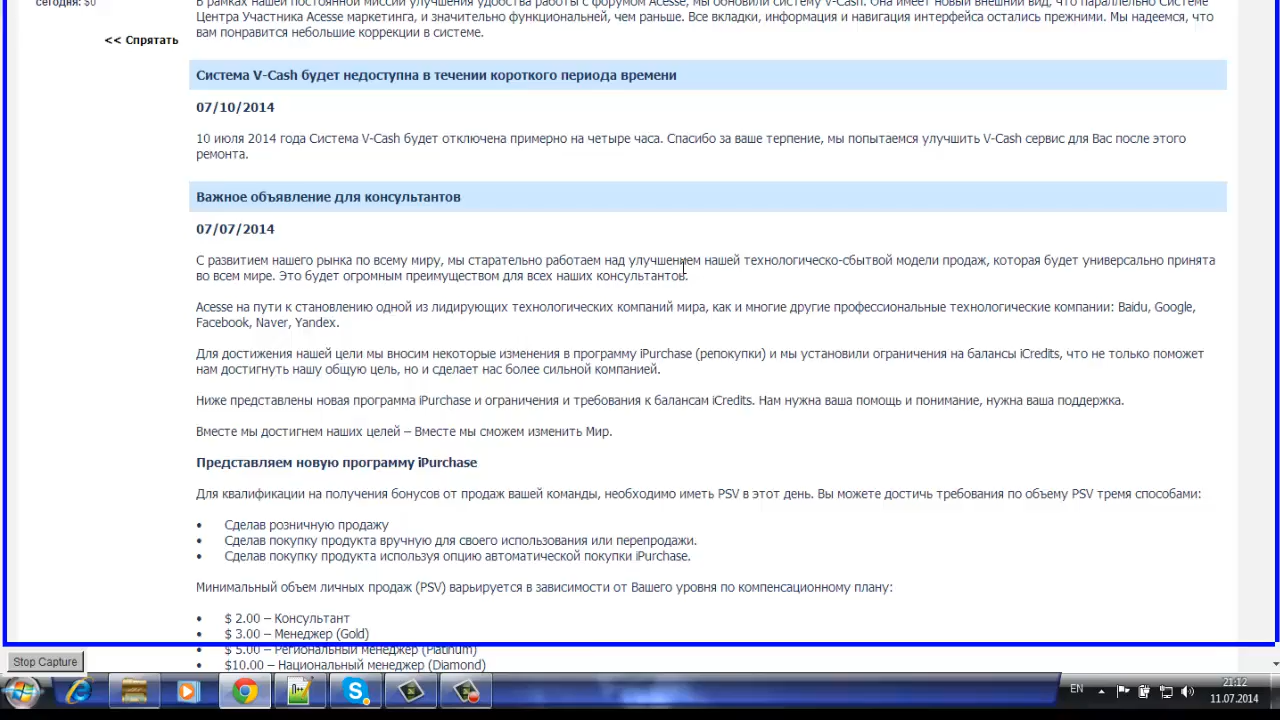 сегодня: $0
В рамках нашей постоянной миссии улучшения удобства работы с форумом Acesse, мы обновили систему V-Cash. Она имеет новый внешний вид, что параллельно Системе
Центра Участника Acesse маркетинга, и значительно функциональней, чем раньше. Все вкладки, информация и навигация интерфейса остались прежними. Мы надеемся, что
вам понравится небольшие коррекции в системе.
<< Спрятать
Система V-Cash будет недоступна в течении короткого периода времени
07/10/2014
10 июля 2014 года Система V-Cash будет отключена примерно на четыре часа. Спасибо за ваше терпение, мы попытаемся улучшить V-Cash сервис для Вас после этого
ремонта.
Важное объявление для консультантов
07/07/2014
С развитием нашего рынка по всему миру, мы старательно работаем над улучшением нашей технологическо-сбытвой модели продаж, которая будет универсально принята
во всем мире. Это будет огромным преимуществом для всех наших консультантов.
Acesse на пути к становлению одной из лидирующих технологических компаний мира, как и многие другие профессиональные технологические компании: Baidu, Google,
Facebook, Naver, Yandex.
Для достижения нашей цели мы вносим некоторые изменения в программу iPurchase (репокупки) и мы установили ограничения на балансы iCredits, что не только поможет
нам достигнуть нашу общую цель, но и сделает нас более сильной компанией.
Ниже представлены новая программа iPurchase и ограничения и требования к балансам iCredits. Нам нужна ваша помощь и понимание, нужна ваша поддержка.
Вместе мы достигнем наших целей – Вместе мы сможем изменить Мир.
Представляем новую программу iPurchase
Для квалификации на получения бонусов от продаж вашей команды, необходимо иметь PSV в этот день. Вы можете достичь требования по объему PSV тремя способами:
• Сделав розничную продажу
• Сделав покупку продукта вручную для своего использования или перепродажи.
• Сделав покупку продукта используя опцию автоматической покупки iPurchase.
Минимальный объем личных продаж (PSV) варьируется в зависимости от Вашего уровня по компенсационному плану:
• $ 2.00 – Консультант
• $ 3.00 – Менеджер (Gold)
• $ 5.00 – Региональный менеджер (Platinum)
• $10.00 – Национальный менеджер (Diamond)
Stop Capture
EN
21:12
11.07.2014